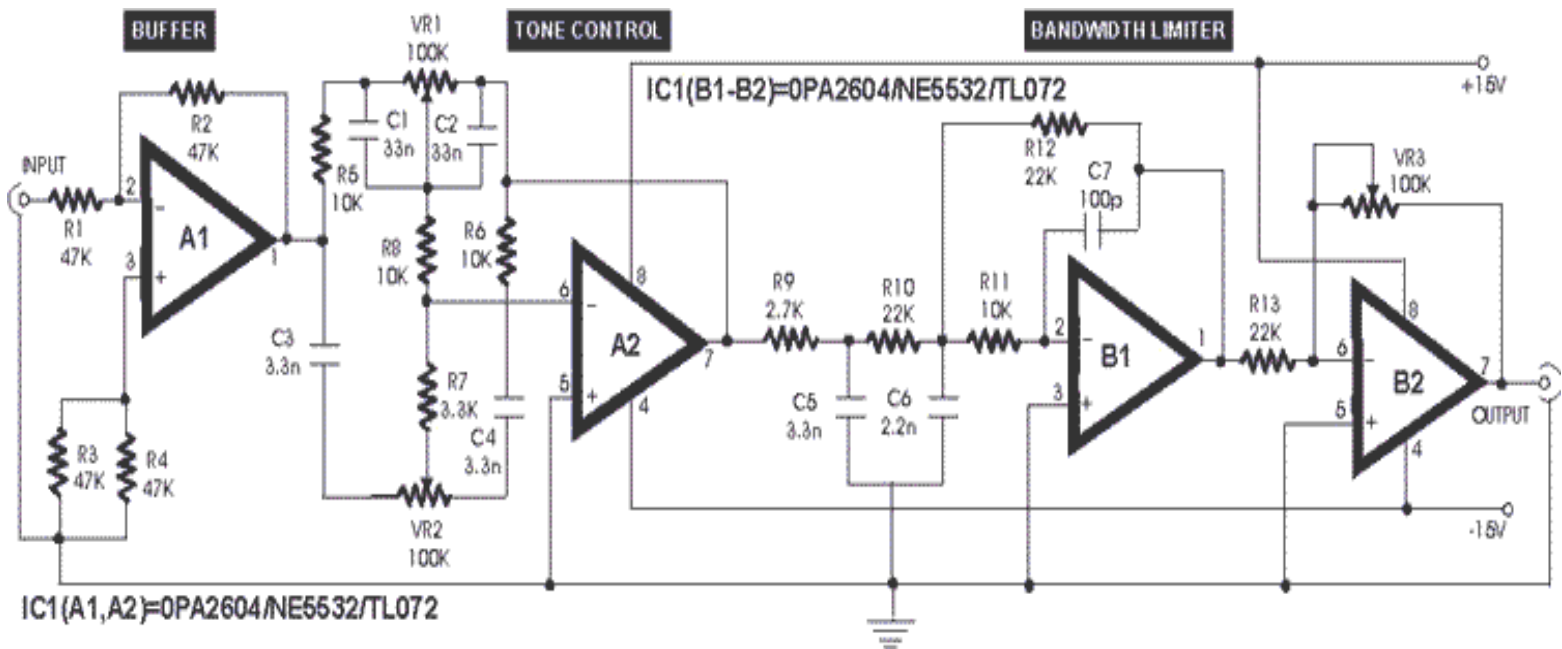 BUFFER
TONE CONTROL
BANDWIDTH LIMITER
VR1
100K
IC1(B1-B2)=0PA2604/NE5532/TL072
+15V
R2
47K
C1
33n
C2
33n
R5
10K
R12
22K
C7
100p
VR3
100K
INPUT
R1
47K
2
-
3
+
A1
1
R8
10K
R6
10K
C3
3.3n
R7
3.3K
C4
3.3n
6
-
5
+
8
A2
7
4
R9
2.7K
R10
22K
R11
10K
C5
3.3n
C6
2.2n
2
-
3
+
B1
1
R13
22K
6
-
5
+
8
B2
7
4
OUTPUT
R3
47K
R4
47K
VR2
100K
-15V
IC1(A1,A2)=0PA2604/NE5532/TL072